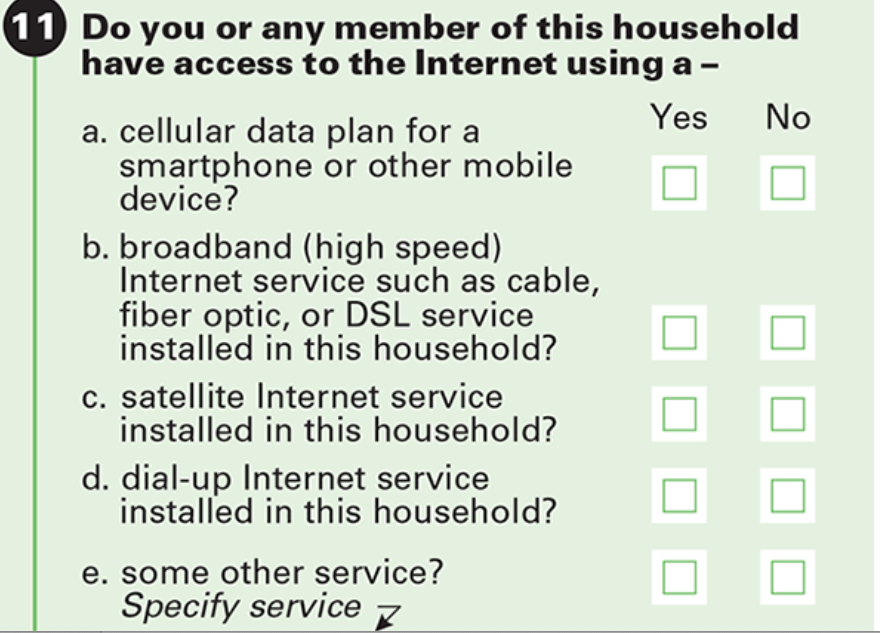 11 Do you or any member of this household
have access to the Internet using a –
Yes No
a. cellular data plan for a
smartphone or other mobile
device?
b. broadband (high speed)
Internet service such as cable,
fiber optic, or DSL service
installed in this household?
c. satellite Internet service
installed in this household?
d. dial-up Internet service
installed in this household?
e. some other service?
Specify service